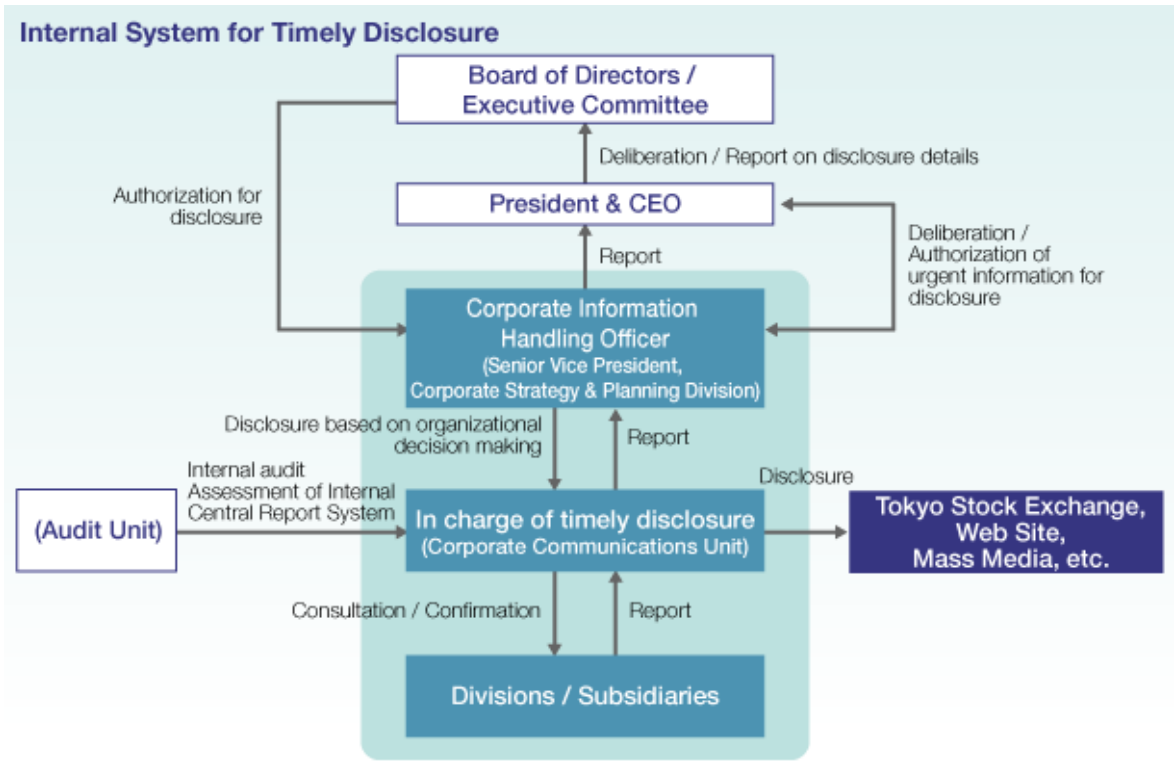 Internal System for Timely Disclosure
Board of Directors /
Executive Committee
Deliberation / Report on disclosure details
Authorization for
disclosure
President & CEO
Deliberation /
Authorization of
urgent information for
disclosure
Report
Corporate Information
Handling Officer
(Senior Vice President,
Corporate Strategy & Planning Division)
Disclosure based on organizational
decision making
Report
Internal audit
Assessment of Internal
Central Report System
Disclosure
(Audit Unit)
In charge of timely disclosure
(Corporate Communications Unit)
Tokyo Stock Exchange,
Web Site,
Mass Media, etc.
Consultation / Confirmation
Report
Divisions / Subsidiaries